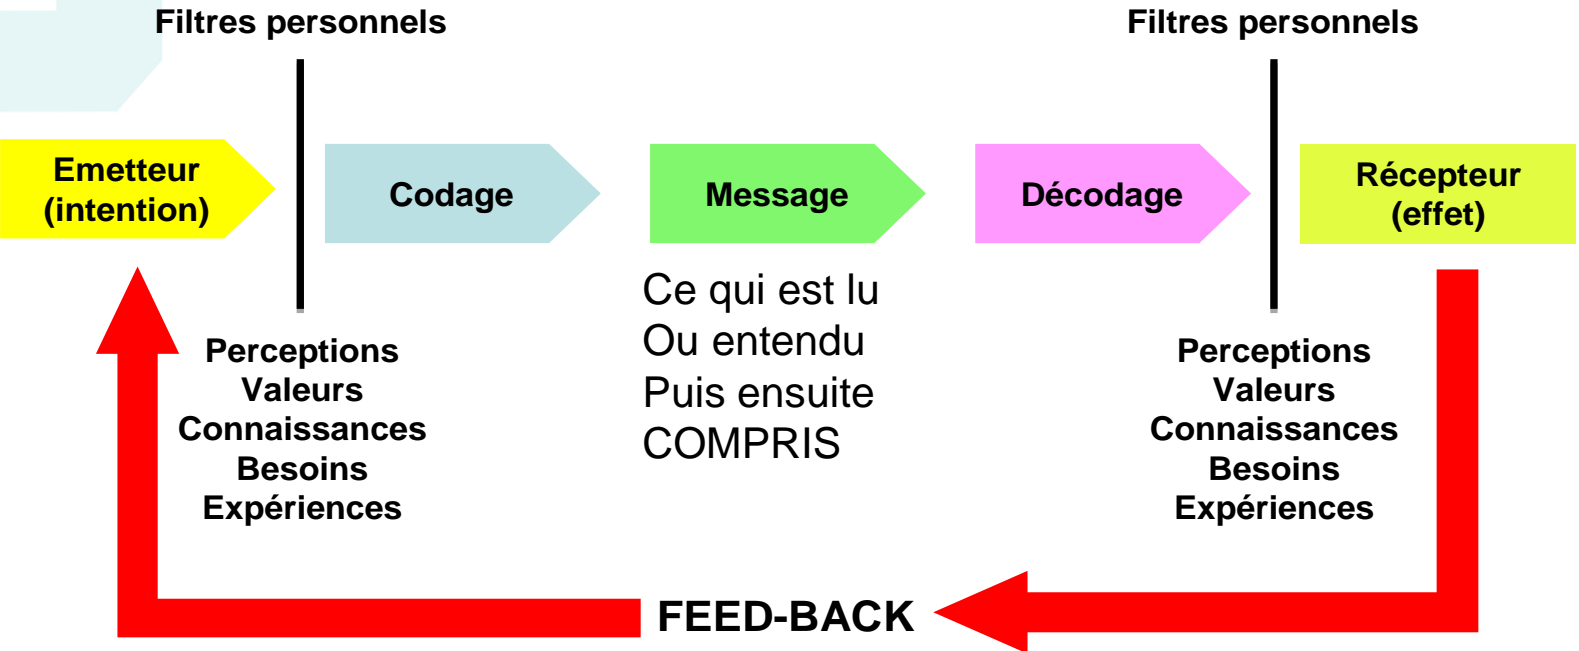 Filtres personnels
Filtres personnels
Emetteur
(intention)
Codage
Message
Décodage
Récepteur
(effet)
Ce qui est lu
Ou entendu
Puis ensuite
COMPRIS
Perceptions
Valeurs
Connaissances
Besoins
Expériences
Perceptions
Valeurs
Connaissances
Besoins
Expériences
FEED-BACK